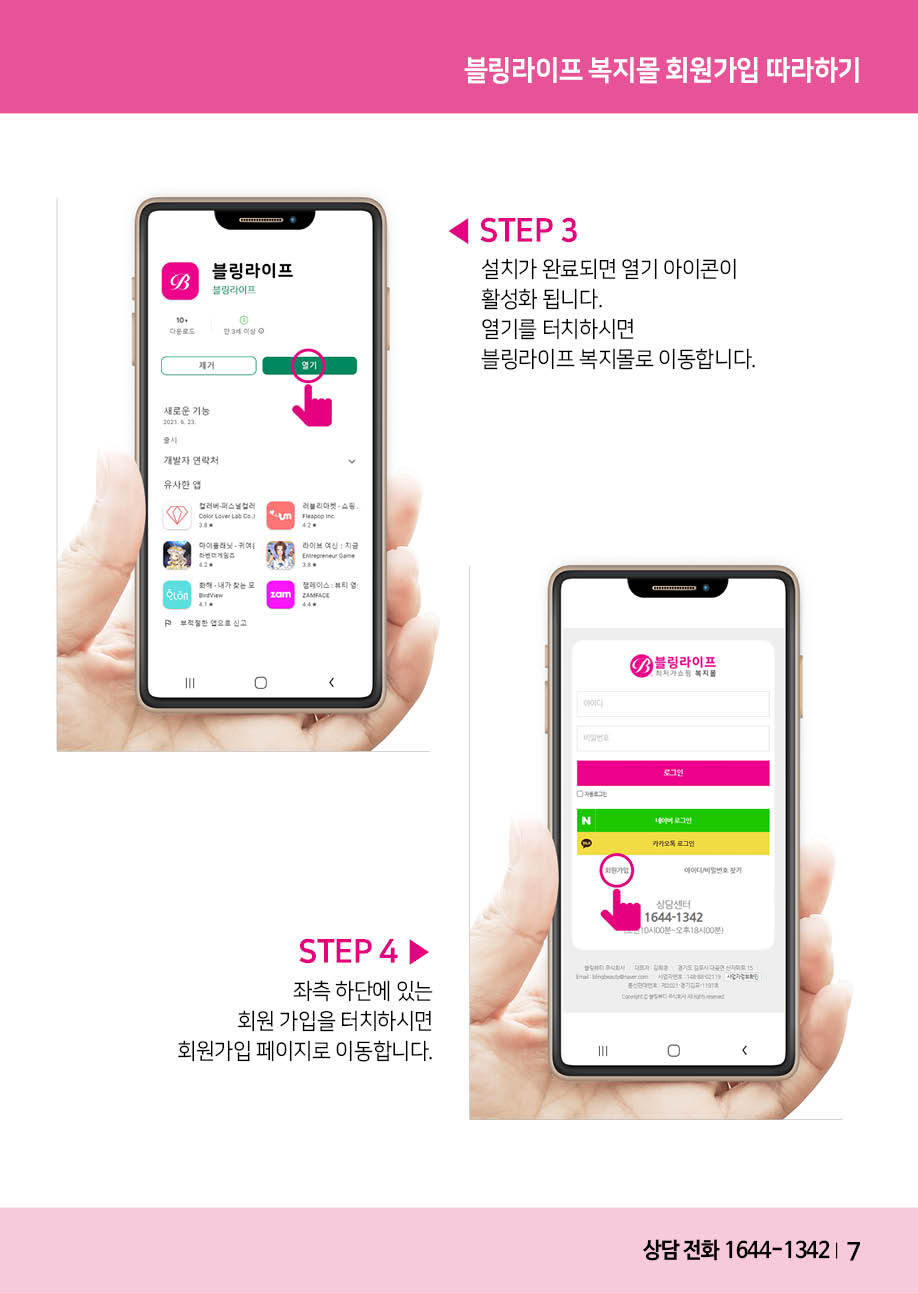 블링라이프 복지몰 회원가입 따라하기
블링라이프
블링라이프
10+
다운로드
만 3세 이상
제거
열기
새로운 기능
2021. 6. 23.
출시
개발자 연락처
유사한 앱
컬러버-퍼스널컬러
Color Lover Lab Co.,l
3.8 ★
러블리마켓 - 쇼핑 .
Fleapop Inc.
4.2 ★
um
마이플래닛 - 귀여운
라벤더게임즈
4.2 ★
라이브 여신 : 지금
Entrepreneur Game
3.8 ★
화해 - 내가 찾는 모
BirdView
4.1 ★
잼페이스 : 뷰티 영
ZAMFACE
4.4 ★
zam
부적절한 앱으로 신고
STEP 3
설치가 완료되면 열기 아이콘이
활성화 됩니다.
열기를 터치하시면
블링라이프 복지몰로 이동합니다.
블링라이프
최저가쇼핑 복지몰
아이디
비밀번호
로그인
자동로그인
N 네이버 로그인
카카오톡 로그인
회원가입
아이디/비밀번호 찾기
상담센터
1644-1342
10시00분~오후18시00분)
STEP 4
좌측 하단에 있는
회원 가입을 터치하시면
회원가입 페이지로 이동합니다.
상담 전화 1644-1342 | 7